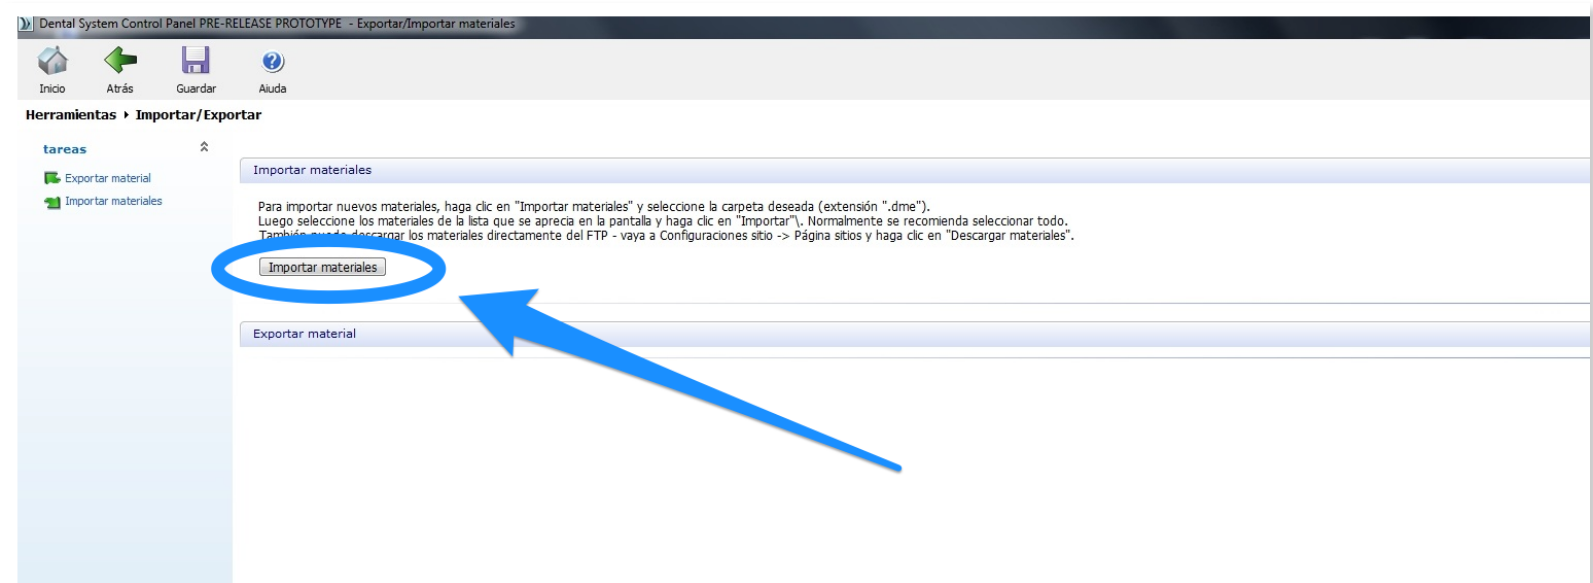 Dental System Control Panel PRE-RELEASE PROTOTYPE - Exportar/Importar materiales
Inicio Atrás Guardar Aiuda
Herramientas Importar/Exportar
tareas
Exportar material
Importar materiales
Importar materiales
Para importar nuevos materiales, haga clic en "Importar materiales" y seleccione la carpeta deseada (extensión ".dme").
Luego seleccione los materiales de la lista que se aprecia en la pantalla y haga clic en "Importar"\. Normalmente se recomienda seleccionar todo.
También puede descargar los materiales directamente del FTP - vaya a Configuraciones sitio -> Página sitios y haga clic en "Descargar materiales".
Importar materiales
Exportar material